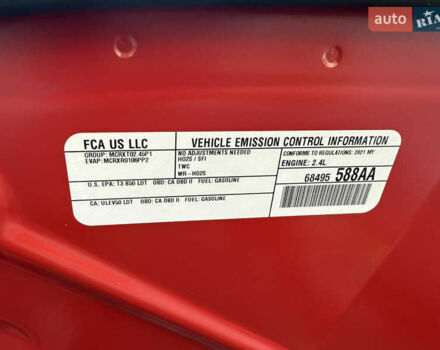 auto RIA
FCA US LLC
GROUP: MCRXT02.45P1
EVAP: MCRXR0106PP2
VEHICLE EMISSION CONTROL INFORMATION
NO ADJUSTMENTS NEEDED
HO2S / SFI
TWC
WR-HO2S
CONFORMS TO REGULATIONS: 2021 MY
ENGINE: 2.4L
U.S. EPA: T3 B50 LDT OBD: CA OBD II FUEL: GASOLINE
68495 588AA
CA: ULEV50 LDT OBD: CA OBD II FUEL: GASOLINE